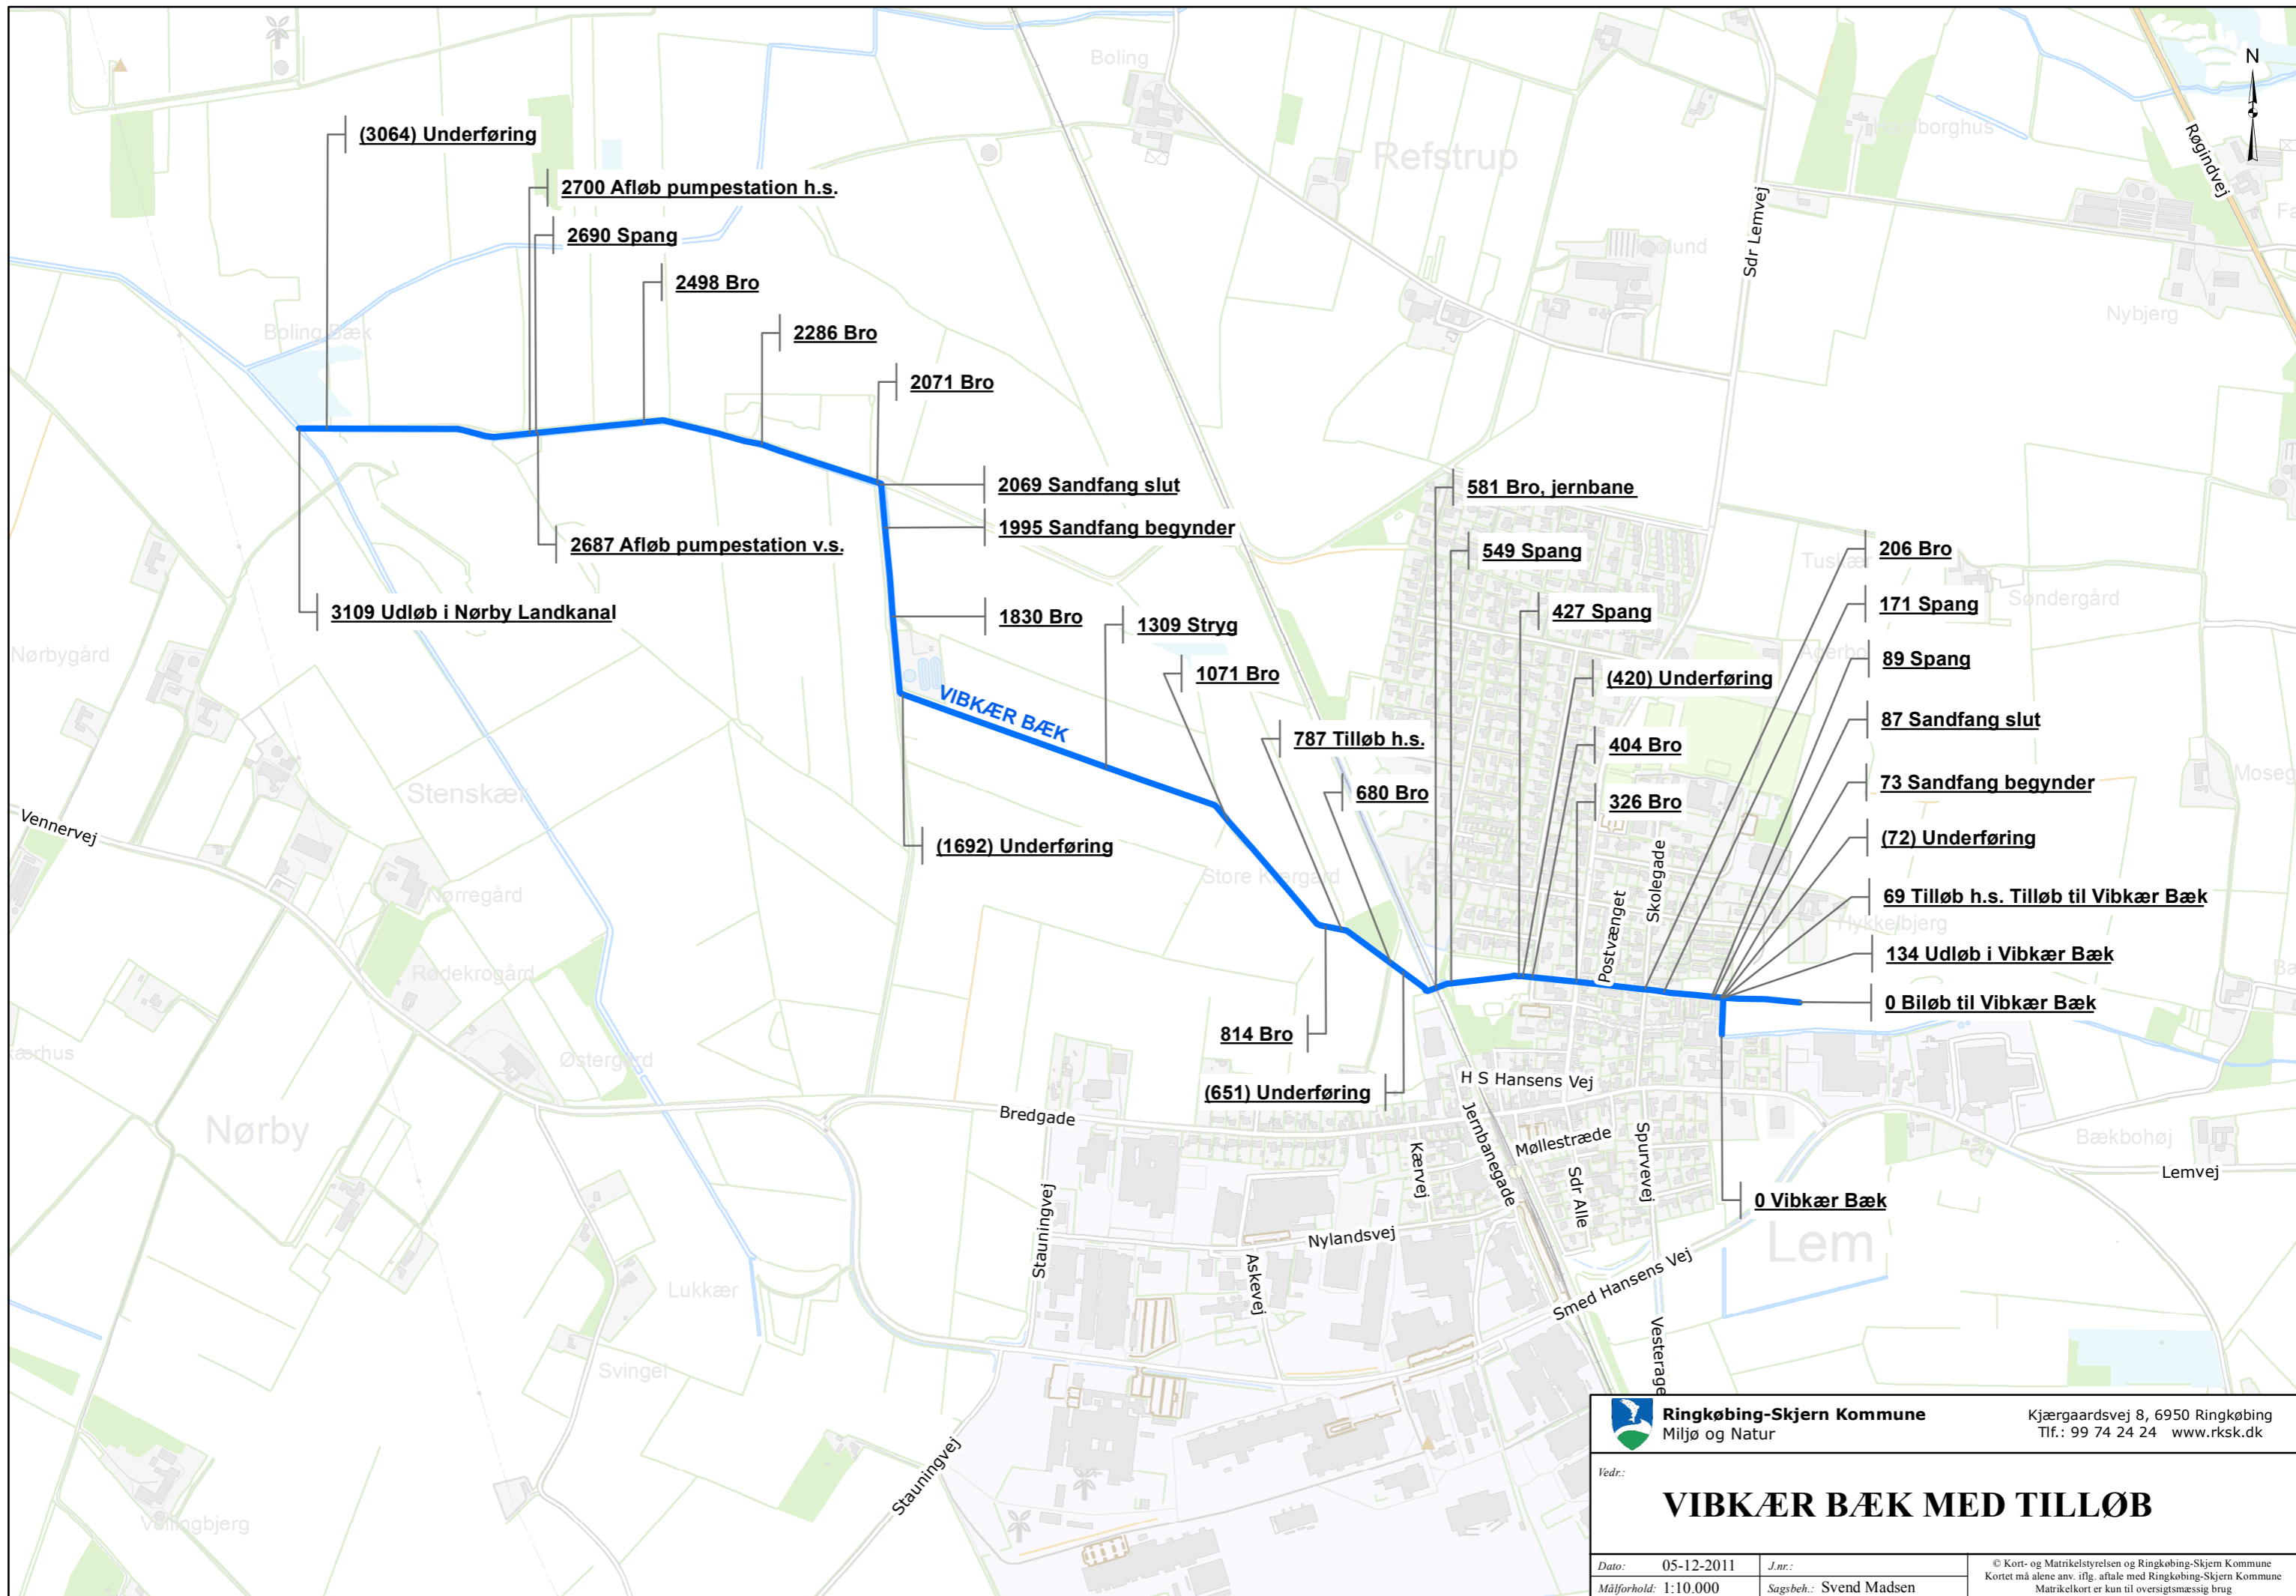 Boling
N
(3064) Underføring
Refstrup
Røgindvej
2700 Afløb pumpestation h.s.
Sdr Lemvej
2690 Spang
2498 Bro
Nybjerg
Boling Bæk
2286 Bro
2071 Bro
2069 Sandfang slut
581 Bro, jernbane
1995 Sandfang begynder
2687 Afløb pumpestation v.s.
549 Spang
206 Bro
Tuskær
3109 Udløb i Nørby Landkanal
1830 Bro
1309 Stryg
427 Spang
171 Spang
Søndergård
Nørbygård
1071 Bro
(420) Underføring
89 Spang
VIBKÆR BÆK
787 Tilløb h.s.
404 Bro
87 Sandfang slut
Stenskær
680 Bro
326 Bro
73 Sandfang begynder
Moseg
Vennervej
(1692) Underføring
(72) Underføring
Store Kærgård
Skolegade
Nørregård
Postvænget
69 Tilløb h.s. Tilløb til Vibkær Bæk
Hykkelbjerg
Rødekrogård
134 Udløb i Vibkær Bæk
0 Biløb til Vibkær Bæk
814 Bro
Østergård
H S Hansens Vej
(651) Underføring
Bredgade
Nørby
Jernbanegade
Møllestræde
Spurvevej
Bækbohøj
Kærvej
Sdr Alle
Lemvej
0 Vibkær Bæk
Stauningvej
Nylandsvej
Lem
Askevej
Smed Hansens Vej
Lukkær
Vesterage
Svingel
Stauningvej
Vellingbjerg
Ringkøbing-Skjern Kommune
Miljø og Natur
Kjærgaardsvej 8, 6950 Ringkøbing
Tlf.: 99 74 24 24 www.rksk.dk
Vedr.:
VIBKÆR BÆK MED TILLØB
Dato: 05-12-2011
J.nr.:
Målforhold: 1:10.000
Sagsbeh.: Svend Madsen
© Kort- og Matrikelstyrelsen og Ringkøbing-Skjern Kommune
Kortet må alene anv. iflg. aftale med Ringkøbing-Skjern Kommune
Matrikelkort er kun til oversigtsmæssig brug